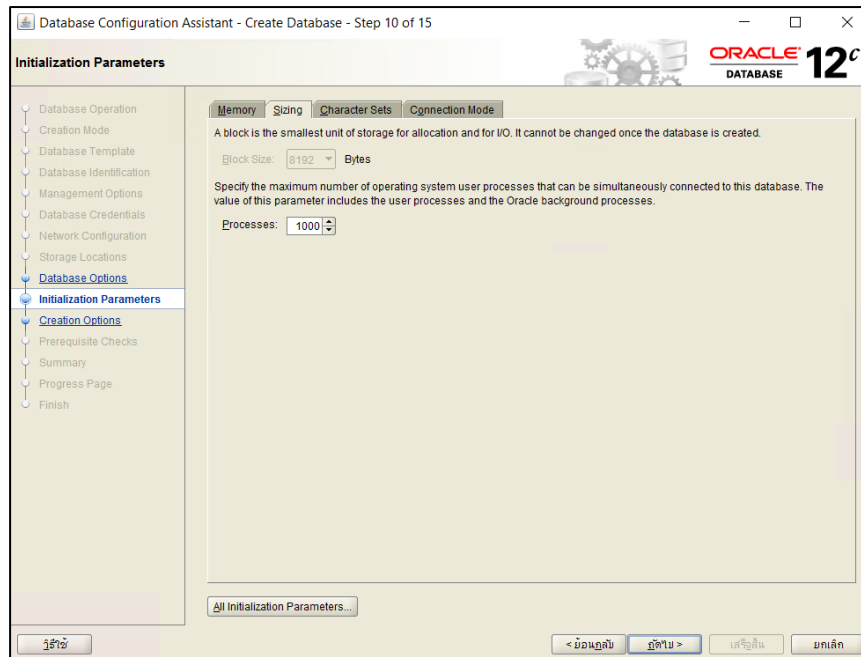 Database Configuration Assistant - Create Database - Step 10 of 15
Initialization Parameters
ORACLE
DATABASE
12c
Database Operation
Creation Mode
Database Template
Database Identification
Management Options
Database Credentials
Network Configuration
Storage Locations
Database Options
Initialization Parameters
Creation Options
Prerequisite Checks
Summary
Progress Page
Finish
Memory Sizing Character Sets Connection Mode
A block is the smallest unit of storage for allocation and for I/O. It cannot be changed once the database is created.
Block Size: 8192 Bytes
Specify the maximum number of operating system user processes that can be simultaneously connected to this database. The
value of this parameter includes the user processes and the Oracle background processes.
Processes: 1000
All Initialization Parameters...
วิธีใช้
< ย้อนกลับ ถัดไป > เสร็จสิ้น ยกเลิก